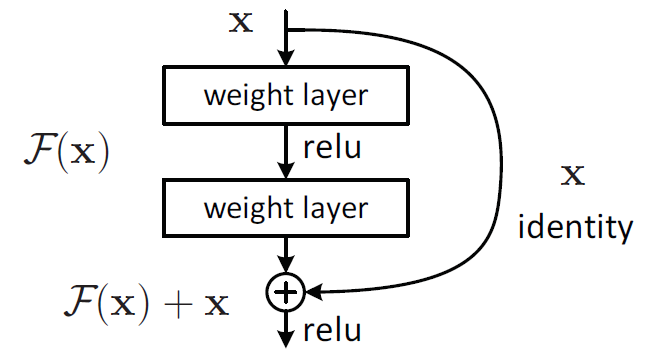 x
weight layer
relu
F(x)
x
weight layer
identity
F(x) + x
relu